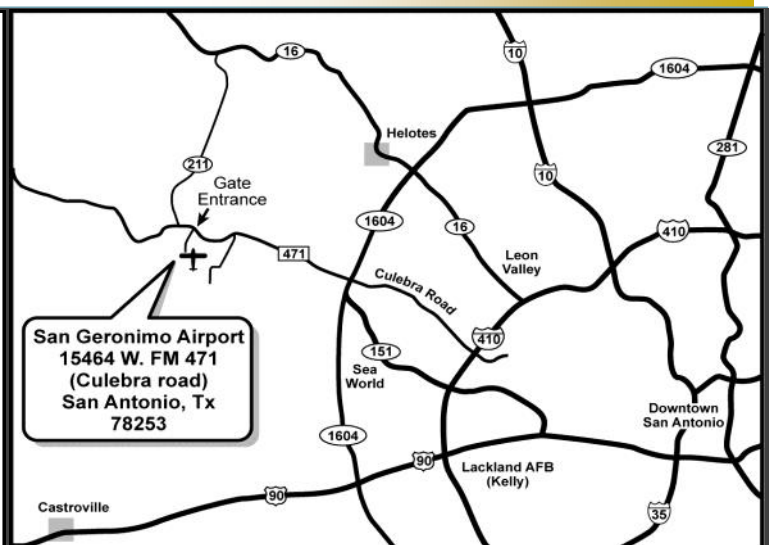 16
10
1604
Helotes
281
211
10
Gate
Entrance
1604
16
410
471
Leon
Valley
Culebra Road
San Geronimo Airport
15464 W. FM 471
(Culebra road)
San Antonio, Tx
78253
410
151
Sea
World
Downtown
San Antonio
1604
90
Lackland AFB
(Kelly)
90
Castroville
35